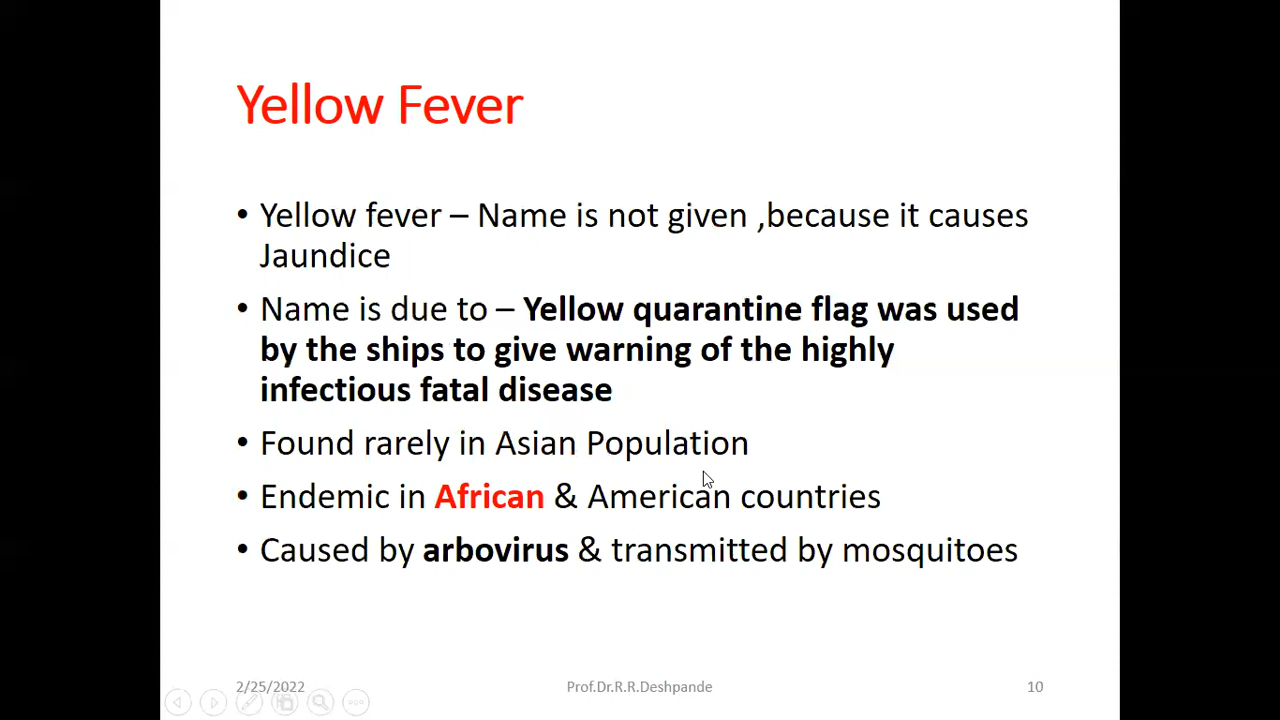 Yellow Fever
• Yellow fever – Name is not given ,because it causes
Jaundice
• Name is due to – Yellow quarantine flag was used
by the ships to give warning of the highly
infectious fatal disease
• Found rarely in Asian Population
• Endemic in African & American countries
• Caused by arbovirus & transmitted by mosquitoes
2/25/2022 Prof.Dr.R.R.Deshpande 10